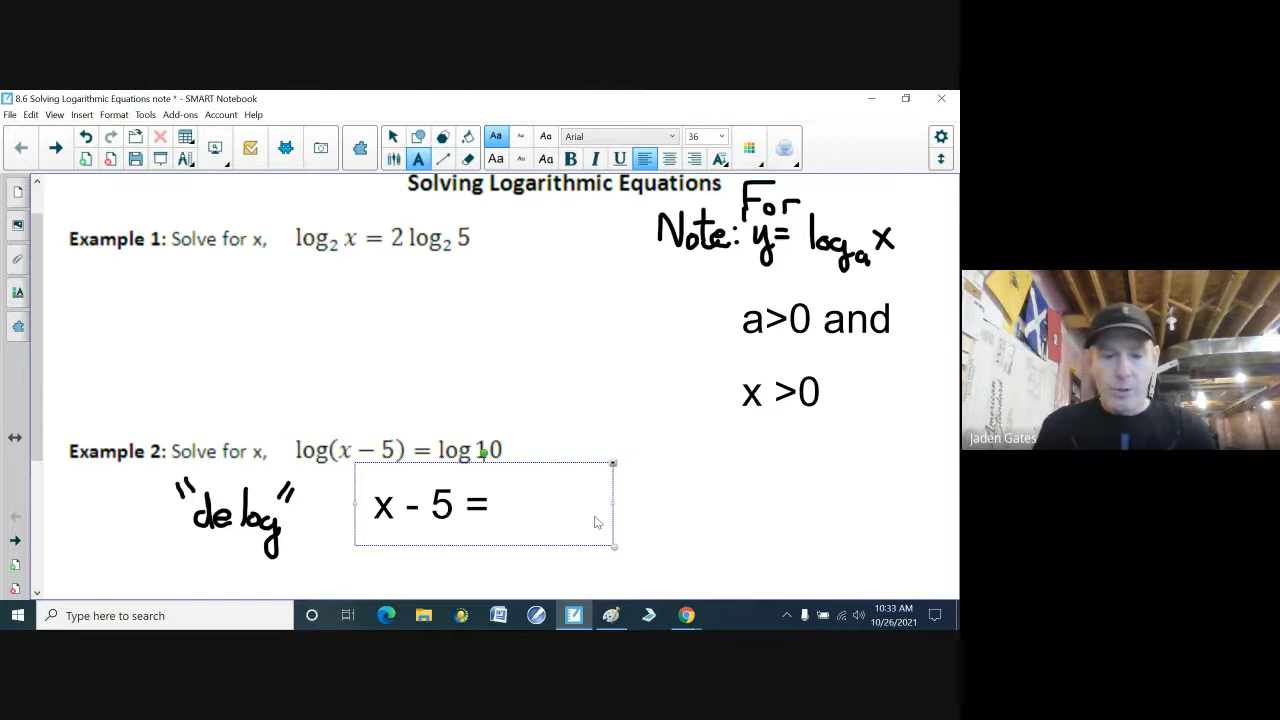 8.6 Solving Logarithmic Equations note * - SMART Notebook
File Edit View Insert Format Tools Add-ons Account Help
Arial 36
Solving Logarithmic Equations
For
Note: y= logₐ x
Example 1: Solve for x, log₂ x = 2 log₂ 5
a>0 and
x >0
Example 2: Solve for x, log(x − 5) = log 10
"delog"
x - 5 =
Jaden Gates
Type here to search
10:33 AM
10/26/2021